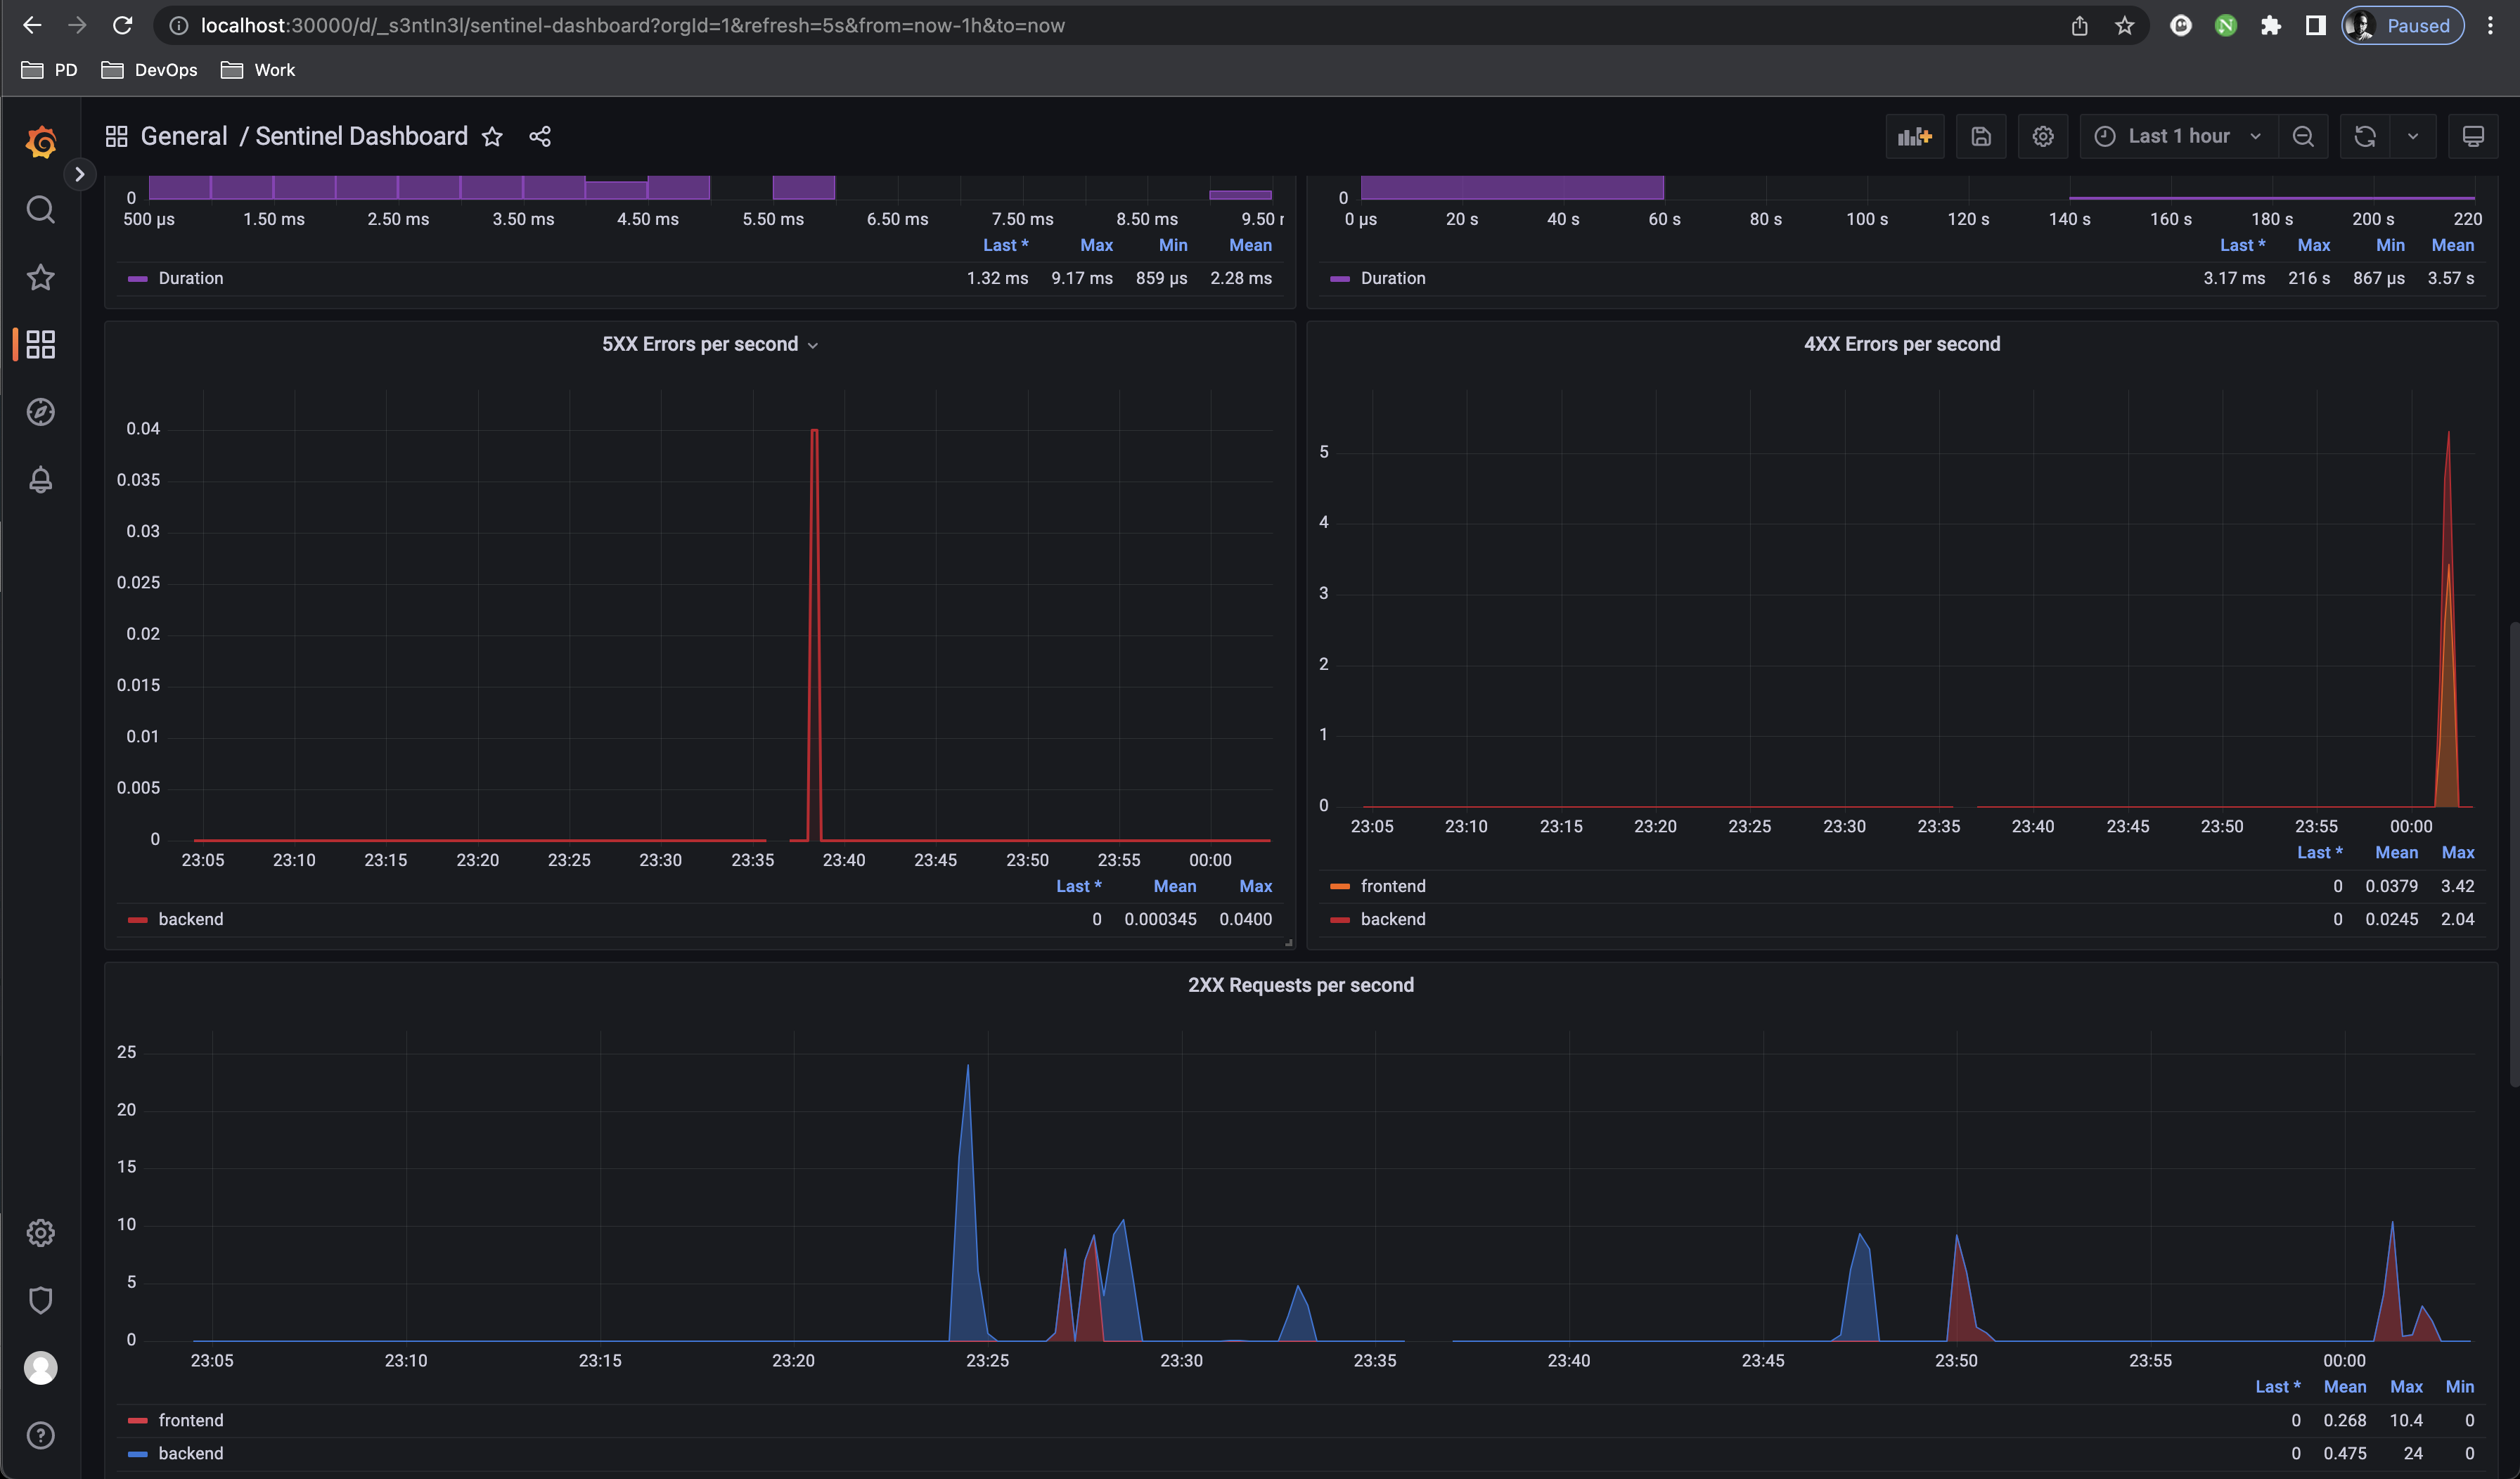 localhost:30000/d/_s3ntIn3l/sentinel-dashboard?orgId=1&refresh=5s&from=now-1h&to=now
Paused
PD DevOps Work
General / Sentinel Dashboard
Last 1 hour
0
500 µs 1.50 ms 2.50 ms 3.50 ms 4.50 ms 5.50 ms 6.50 ms 7.50 ms 8.50 ms 9.50 r
Last * Max Min Mean
Duration 1.32 ms 9.17 ms 859 µs 2.28 ms
0
0 µs 20 s 40 s 60 s 80 s 100 s 120 s 140 s 160 s 180 s 200 s 220
Last * Max Min Mean
Duration 3.17 ms 216 s 867 µs 3.57 s
5XX Errors per second
0.04
0.035
0.03
0.025
0.02
0.015
0.01
0.005
0
23:05 23:10 23:15 23:20 23:25 23:30 23:35 23:40 23:45 23:50 23:55 00:00
Last * Mean Max
backend 0 0.000345 0.0400
4XX Errors per second
5
4
3
2
1
0
23:05 23:10 23:15 23:20 23:25 23:30 23:35 23:40 23:45 23:50 23:55 00:00
Last * Mean Max
frontend 0 0.0379 3.42
backend 0 0.0245 2.04
2XX Requests per second
25
20
15
10
5
0
23:05 23:10 23:15 23:20 23:25 23:30 23:35 23:40 23:45 23:50 23:55 00:00
Last * Mean Max Min
frontend 0 0.268 10.4 0
backend 0 0.475 24 0